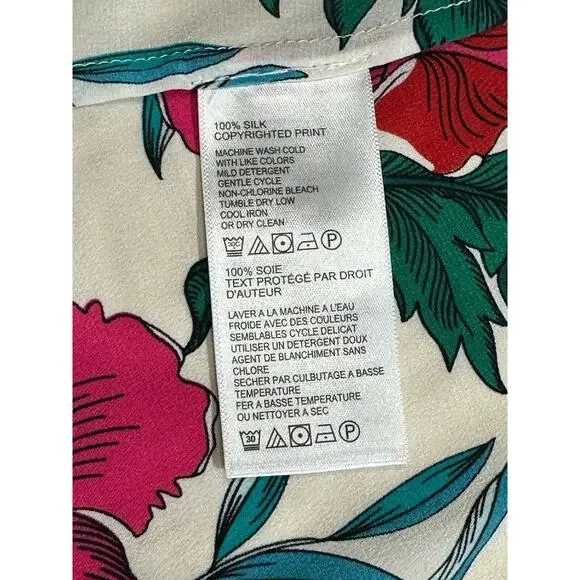 100% SILK
COPYRIGHTED PRINT
MACHINE WASH COLD
WITH LIKE COLORS
MILD DETERGENT
GENTLE CYCLE
NON-CHLORINE BLEACH
TUMBLE DRY LOW
COOL IRON
OR DRY CLEAN
P
100% SOIE
TEXT PROTÉGÉ PAR DROIT
D'AUTEUR
LAVER A LA MACHINE A L'EAU
FROIDE AVEC DES COULEURS
SEMBLABLES CYCLE DELICAT
UTILISER UN DETERGENT DOUX
AGENT DE BLANCHIMENT SANS
CHLORE
SECHER PAR CULBUTAGE A BASSE
TEMPERATURE
FER A BASSE TEMPERATURE
OU NETTOYER A SEC
30 P